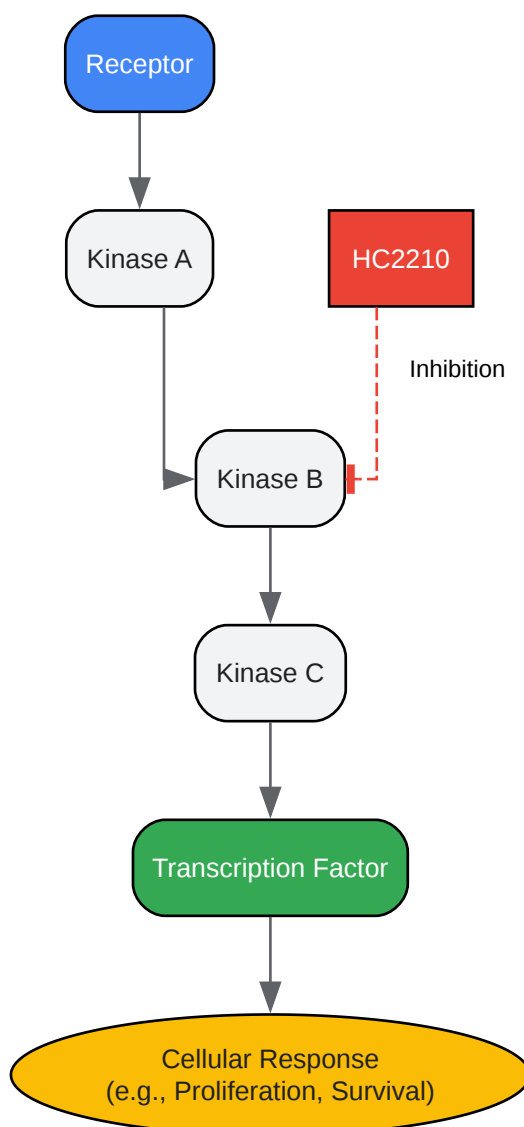 Receptor
Kinase A
HC2210
Inhibition
Kinase B
Kinase C
Transcription Factor
Cellular Response
(e.g., Proliferation, Survival)